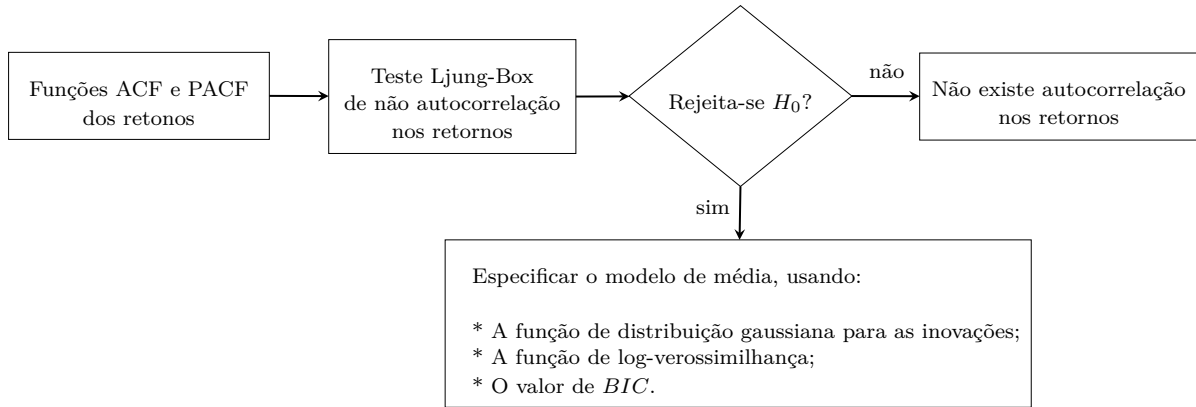 Funções ACF e PACF
dos retonos
Teste Ljung-Box
de não autocorrelação
nos retornos
Rejeita-se $H_0$?
não
Não existe autocorrelação
nos retornos
sim
Especificar o modelo de média, usando:
* A função de distribuição gaussiana para as inovações;
* A função de log-verossimilhança;
* O valor de BIC.